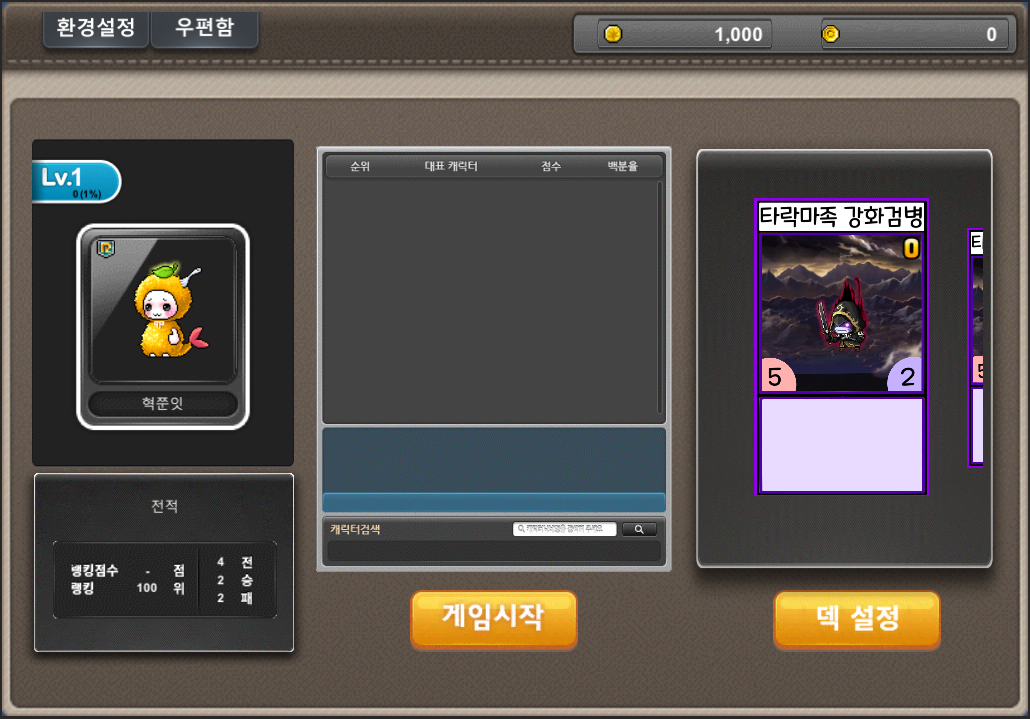 환경설정
우편함
1,000
0
Lv.1
0(1%)
혁쭌잇
전적
랭킹점수 - 점
랭킹 100 위
4 전
2 승
2 패
순위 대표 캐릭터 점수 백분율
캐릭터검색
게임시작
타락마족 강화검병
0
5
2
타
5
덱 설정